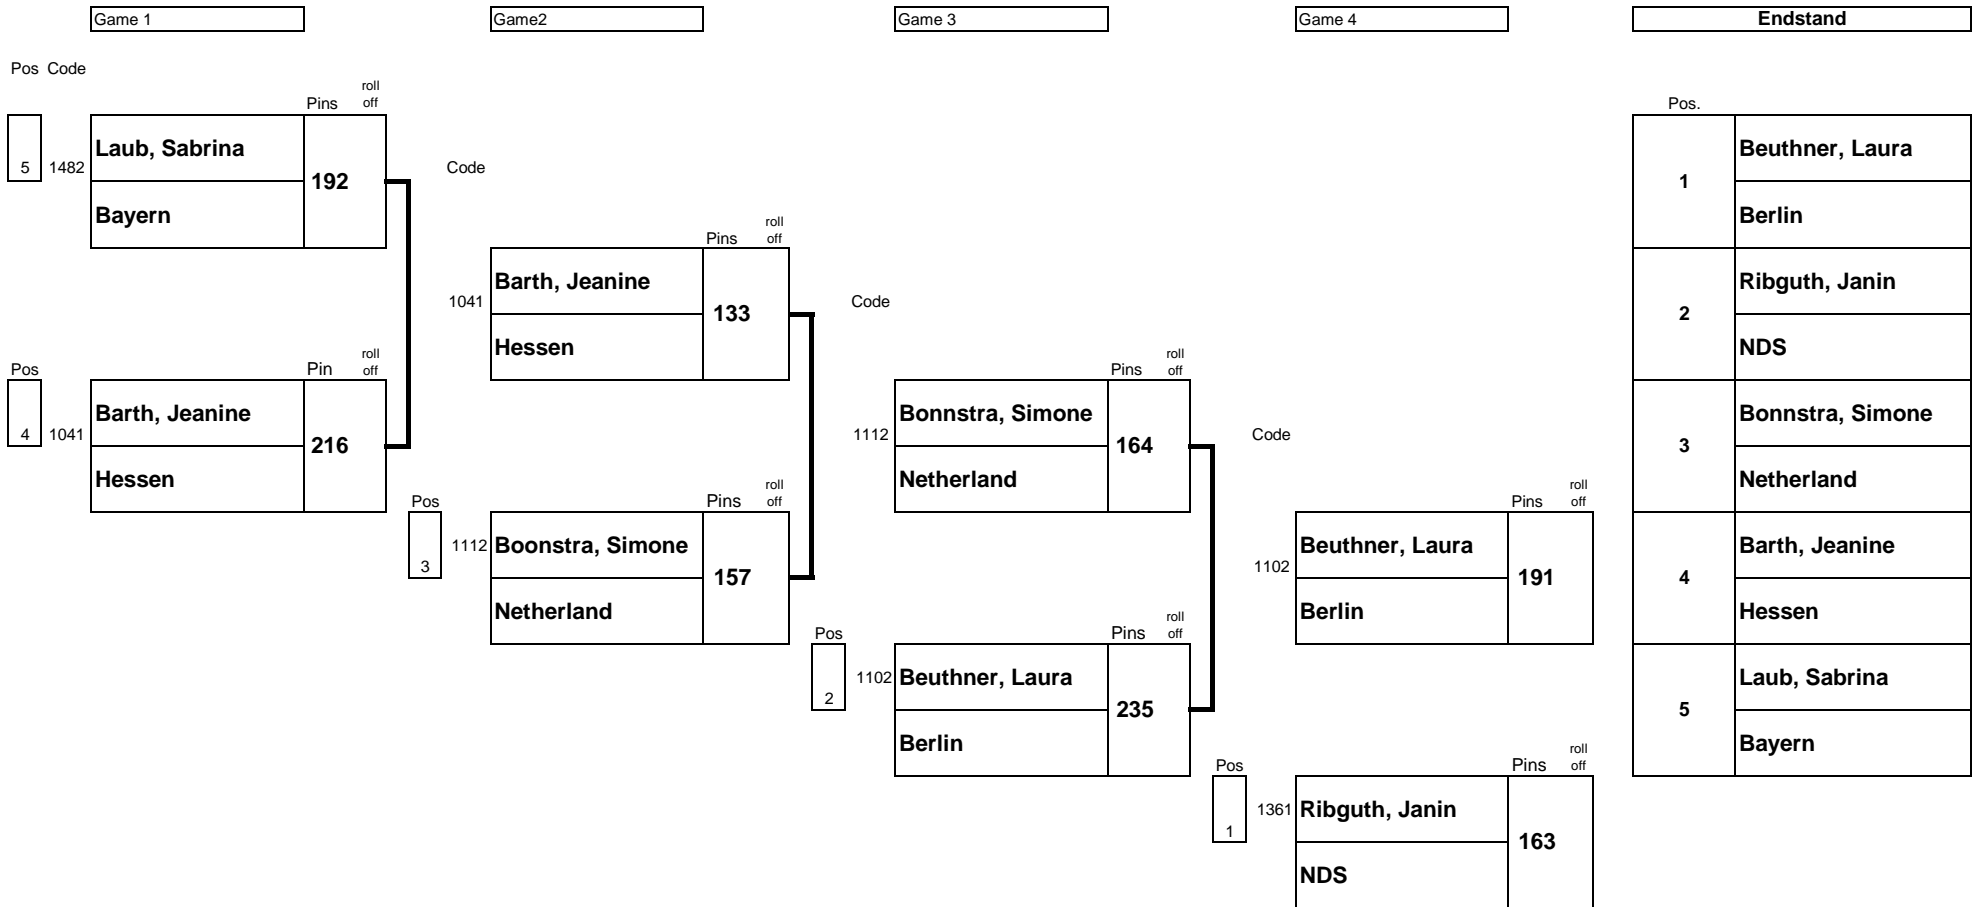 Game 1
Game2
Game 3
Game 4
Endstand
Pos Code
Pins roll off
5 1482 Laub, Sabrina
192
Bayern
Pos
Pin roll off
4 1041 Barth, Jeanine
216
Hessen
Code
Pins roll off
1041 Barth, Jeanine
133
Hessen
Pos
Pins roll off
3 1112 Boonstra, Simone
157
Netherland
Code
Pins roll off
1112 Bonnstra, Simone
164
Netherland
Pos
Pins roll off
2 1102 Beuthner, Laura
235
Berlin
Code
Pins roll off
1102 Beuthner, Laura
191
Berlin
Pos
Pins roll off
1 1361 Ribguth, Janin
163
NDS
Pos.
1 Beuthner, Laura
Berlin
2 Ribguth, Janin
NDS
3 Bonnstra, Simone
Netherland
4 Barth, Jeanine
Hessen
5 Laub, Sabrina
Bayern